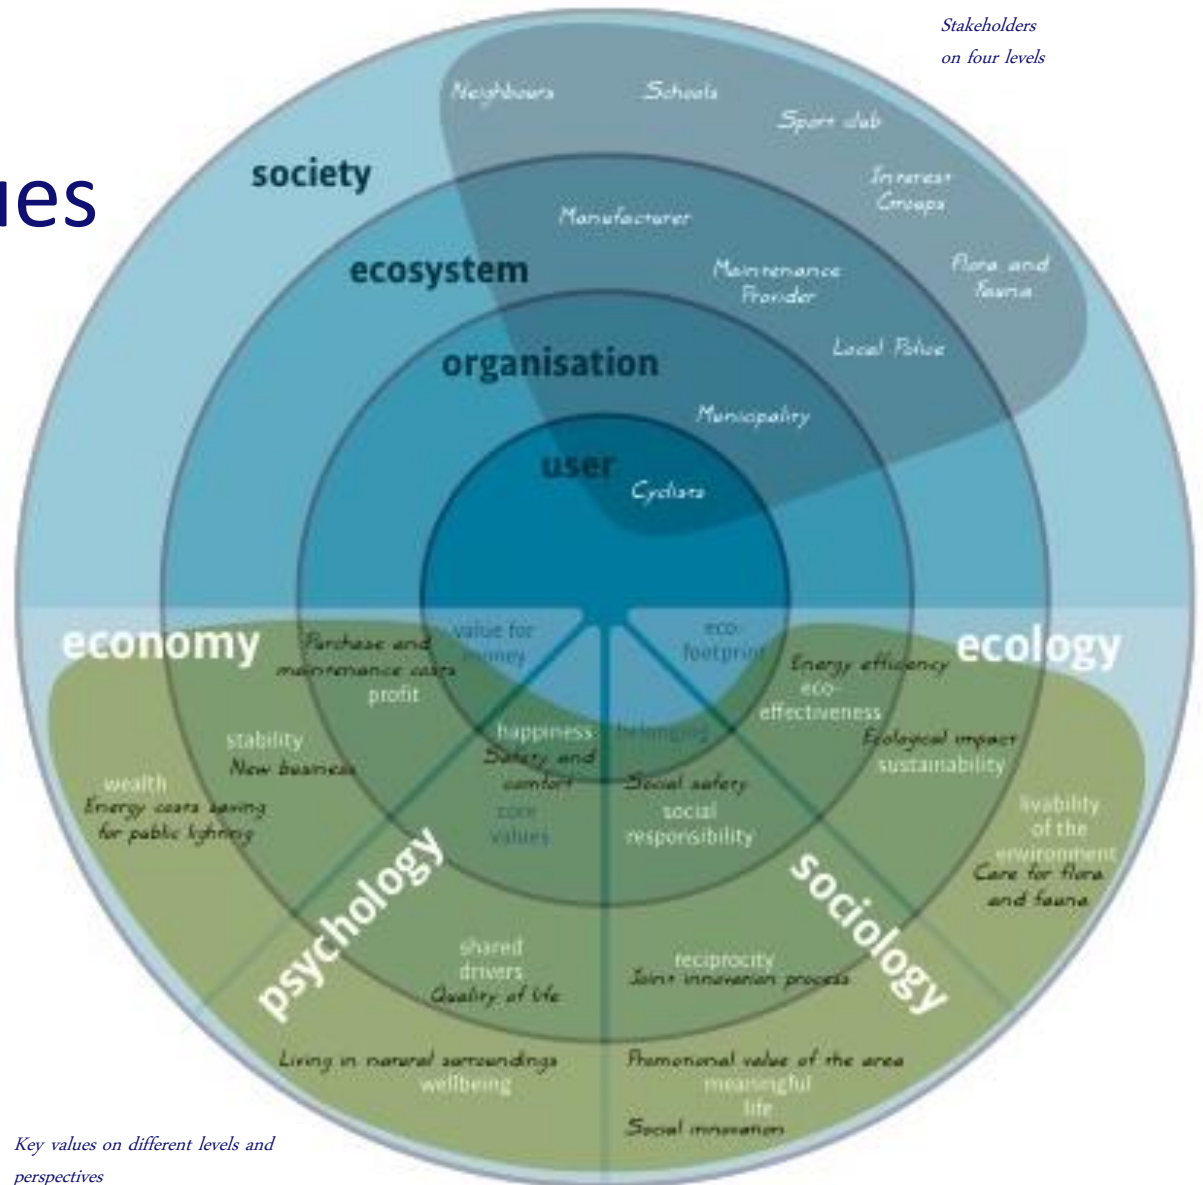 Stakeholders
on four levels
ues
Neighbours
Schools
Sport club
society
Interest
Groups
Manufacturer
ecosystem
Maintenance
Provider
Flora and
fauna
Local Police
organisation
Municipality
user
Cyclists
economy
Purchase and
maintenance costs
profit
value for
money
eco-
footprint
Energy efficiency
eco-
effectiveness
ecology
stability
New business
happiness
Safety and
comfort
belonging
Ecological impact
sustainability
wealth
Energy costs saving
for public lighting
core
values
Social safety
social
responsibility
livability
of the
environment
Care for flora
and fauna
psychology
sociology
shared
drivers
Quality of life
reciprocity
Joint innovation process
Living in natural surroundings
wellbeing
Promotional value of the area
meaningful
life
Social innovation
Key values on different levels and
perspectives